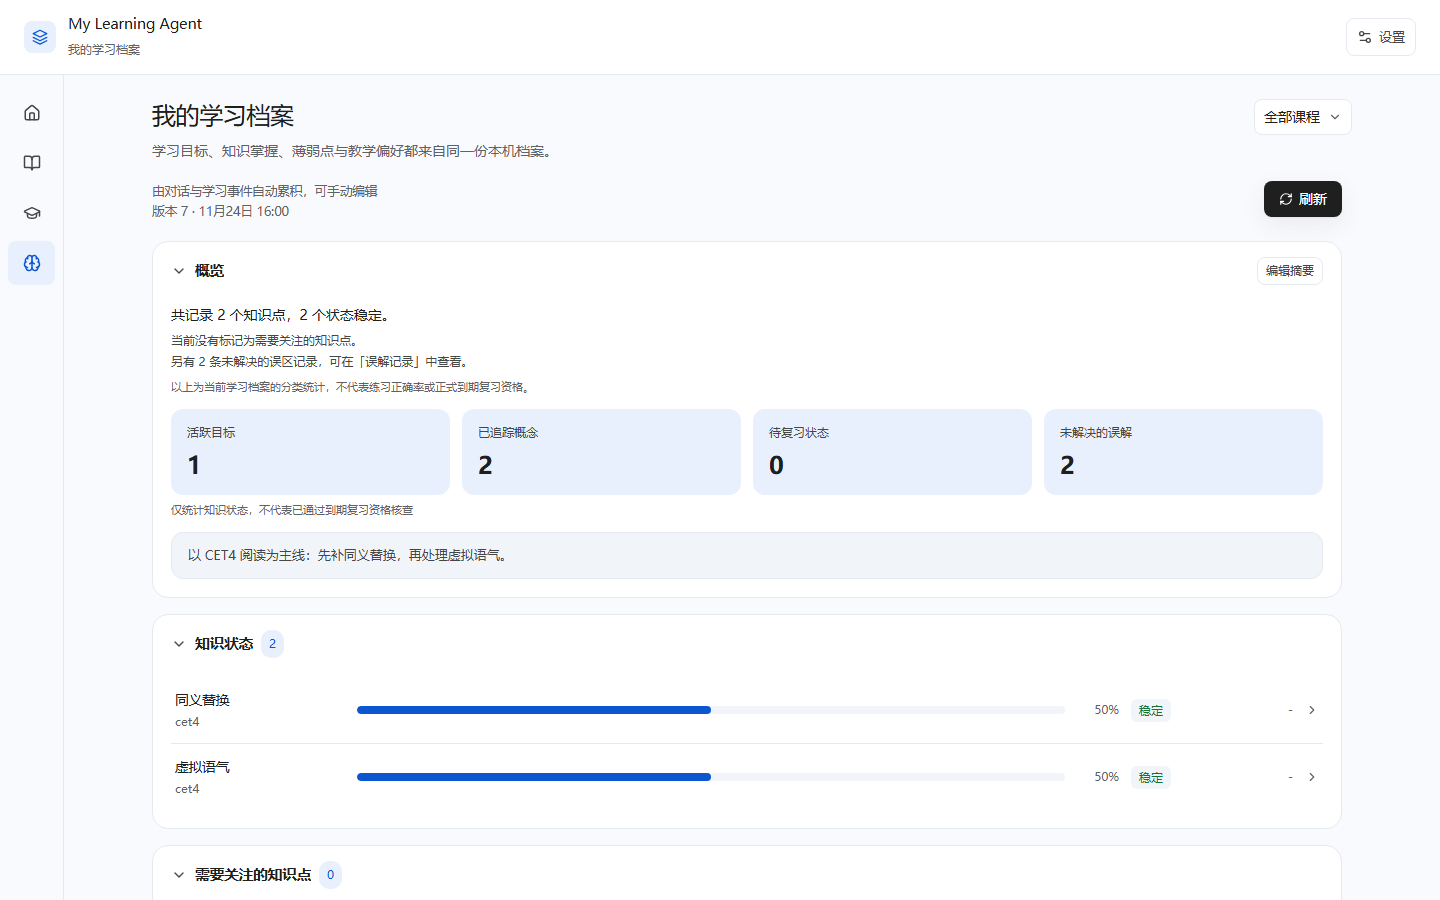 My Learning Agent
我的学习档案
设置
我的学习档案
全部课程
学习目标、知识掌握、薄弱点与教学偏好都来自同一份本机档案。
由对话与学习事件自动累积，可手动编辑
版本 7 · 11月24日 16:00
刷新
概览
编辑摘要
共记录 2 个知识点，2 个状态稳定。
当前没有标记为需要关注的知识点。
另有 2 条未解决的误区记录，可在「误解记录」中查看。
以上为当前学习档案的分类统计，不代表练习正确率或正式到期复习资格。
活跃目标
1
已追踪概念
2
待复习状态
0
未解决的误解
2
仅统计知识状态，不代表已通过到期复习资格核查
以 CET4 阅读为主线：先补同义替换，再处理虚拟语气。
知识状态 2
同义替换
cet4
50% 稳定 -
虚拟语气
cet4
50% 稳定 -
需要关注的知识点 0